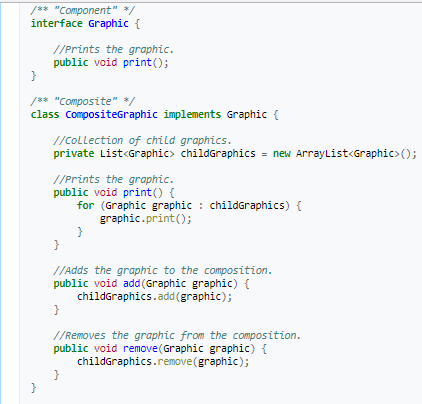 /** "Component" */
interface Graphic {
//Prints the graphic.
public void print();
}
/** "Composite" */
class CompositeGraphic implements Graphic {
//Collection of child graphics.
private List<Graphic> childGraphics = new ArrayList<Graphic>();
//Prints the graphic.
public void print() {
for (Graphic graphic : childGraphics) {
graphic.print();
}
}
//Adds the graphic to the composition.
public void add(Graphic graphic) {
childGraphics.add(graphic);
}
//Removes the graphic from the composition.
public void remove(Graphic graphic) {
childGraphics.remove(graphic);
}
}